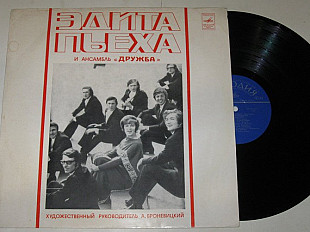 ЭДИТА
ПЬЕХА
И АНСАМБЛЬ «ДРУЖБА»
ХУДОЖЕСТВЕННЫЙ РУКОВОДИТЕЛЬ А. БРОНЕВИЦКИЙ